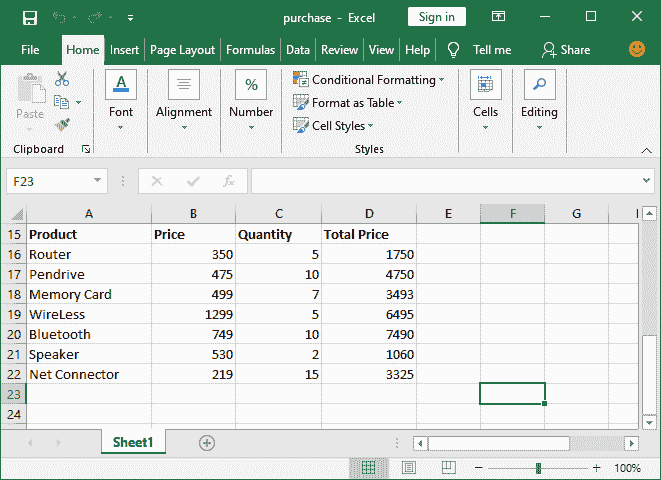 purchase - Excel
Sign in
File Home Insert Page Layout Formulas Data Review View Help Tell me Share
Paste
Clipboard
Font
Alignment
%
Number
Conditional Formatting
Format as Table
Cell Styles
Styles
Cells
Editing
F23 fx
A B C D E F G
15 Product Price Quantity Total Price
16 Router 350 5 1750
17 Pendrive 475 10 4750
18 Memory Card 499 7 3493
19 WireLess 1299 5 6495
20 Bluetooth 749 10 7490
21 Speaker 530 2 1060
22 Net Connector 219 15 3325
23
24
Sheet1
100%